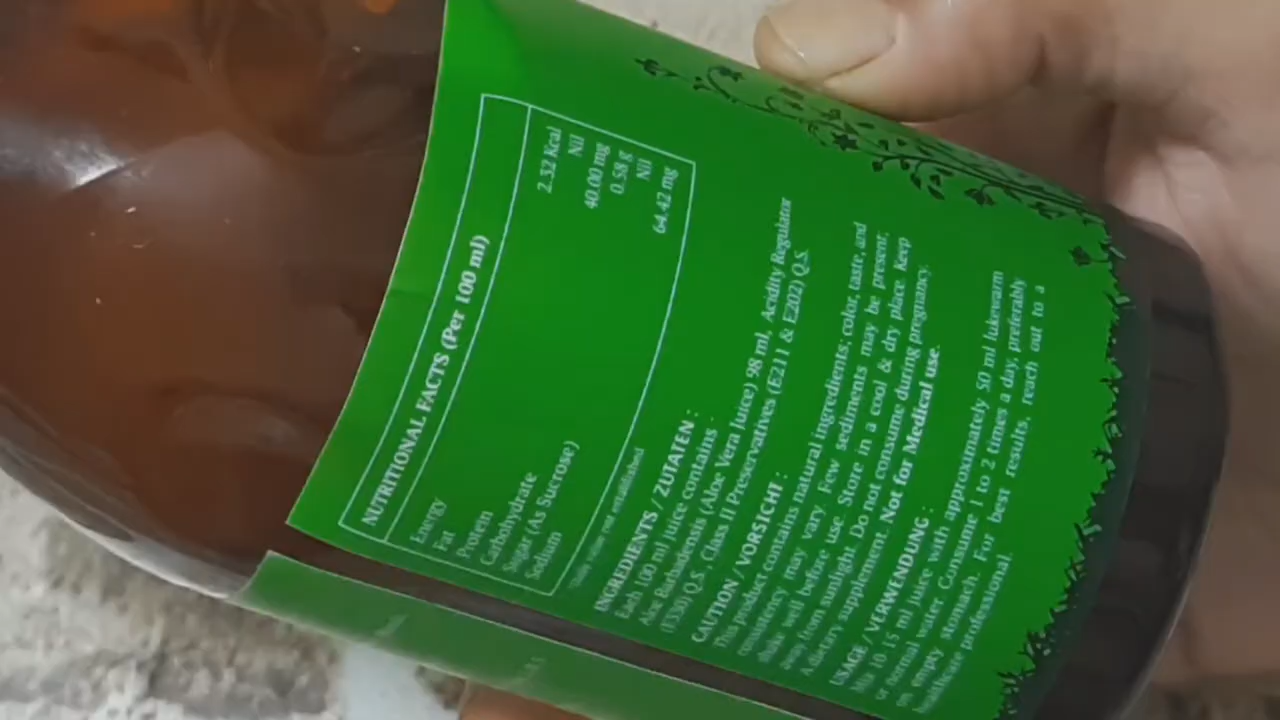 NUTRITIONAL FACTS (Per 100 ml)
Energy 2.32 Kcal
Fat Nil
Protein 40.00 mg
Carbohydrate 0.58 g
Sugar (As Sucrose) Nil
Sodium 64.42 mg
value not established
INGREDIENTS / ZUTATEN :
Each 100 ml juice contains :
Aloe Barbadensis (Aloe Vera Juice) 98 ml, Acidity Regulator
(E330) Q.S., Class II Preservatives (E211 & E202) Q.S.
CAUTION / VORSICHT :
This product contains natural ingredients; color, taste, and
consistency may vary. Few sediments may be present,
shake well before use. Store in a cool & dry place. Keep
away from sunlight. Do not consume during pregnancy.
A dietary supplement. Not for Medical use.
USAGE / VERWENDUNG :
Mix 10-15 ml juice with approximately 50 ml lukewarm
or normal water. Consume 1 to 2 times a day, preferably
on empty stomach. For best results, reach out to a
healthcare professional.